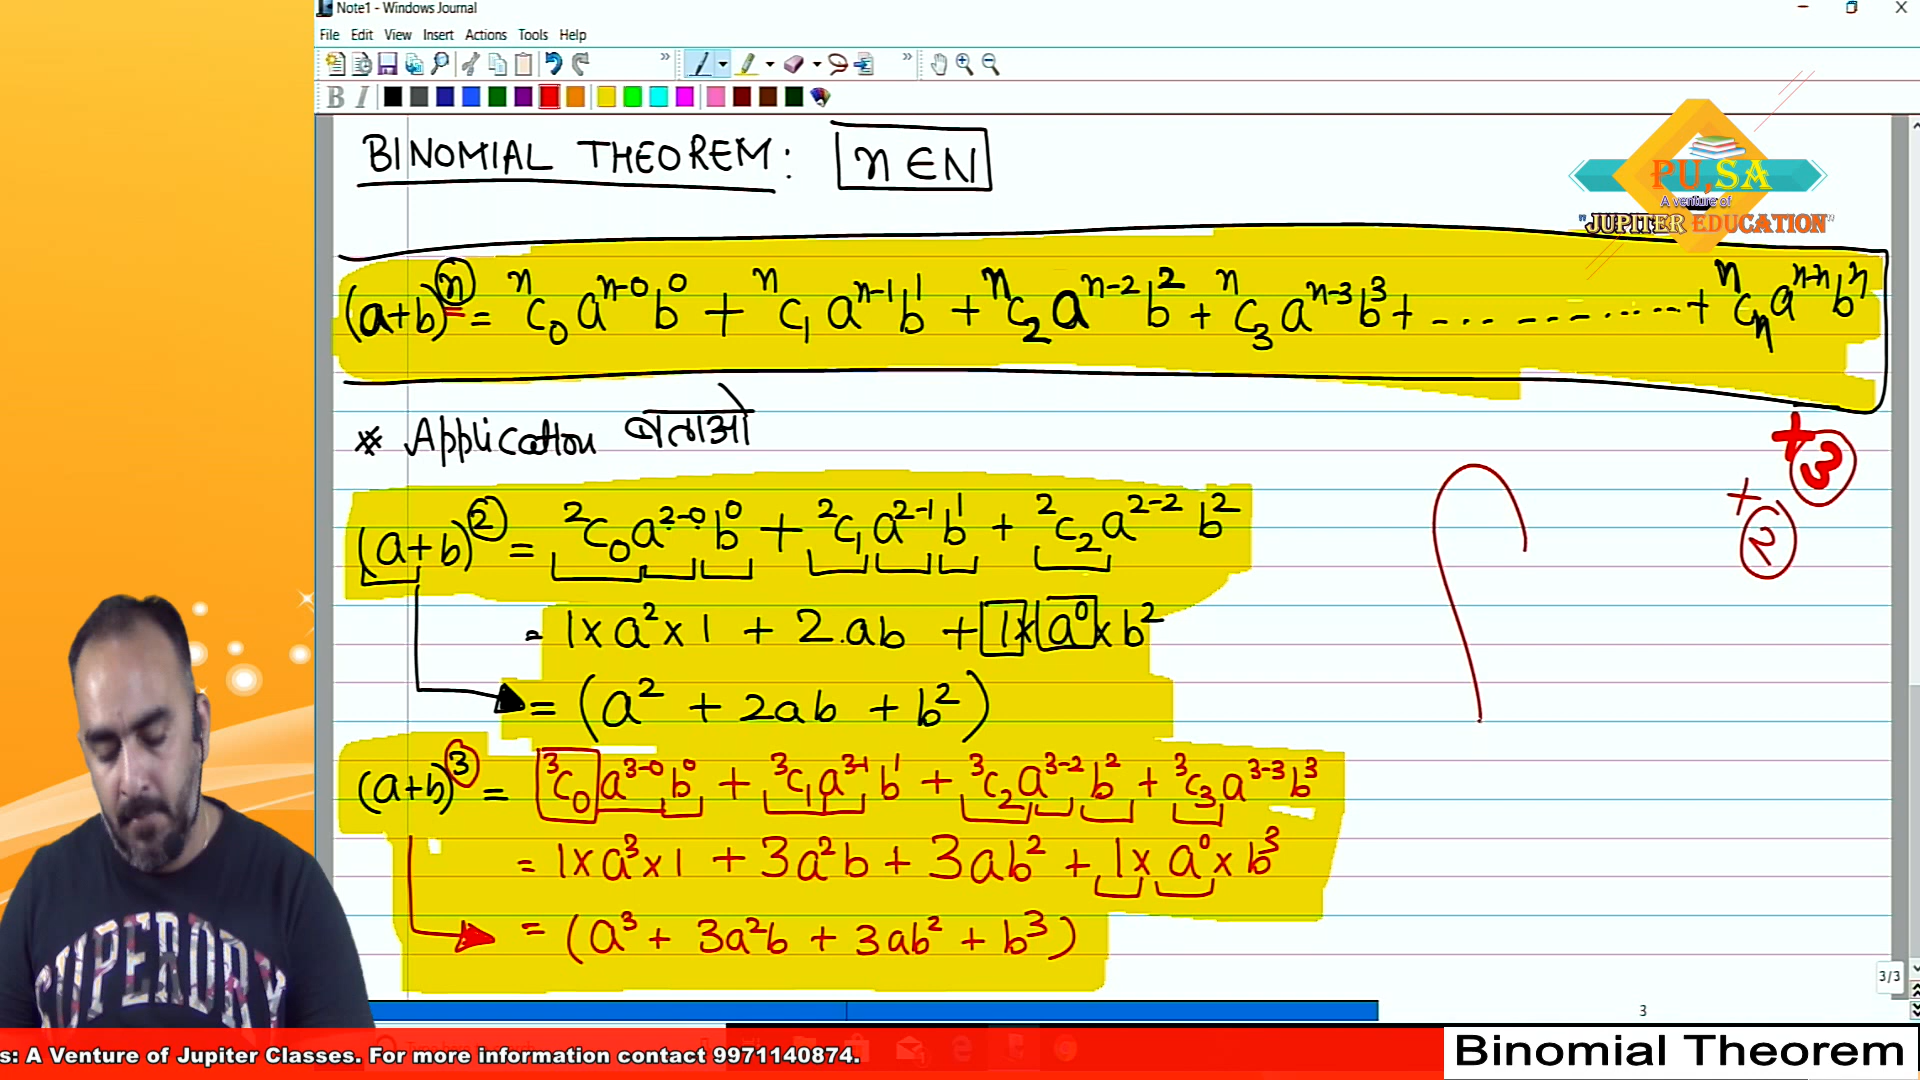 Note1 - Windows Journal
File Edit View Insert Actions Tools Help
B I
BINOMIAL THEOREM: n ∈ N
PU,SA
A venture of
"JUPITER EDUCATION"
(a+b)ⁿ = ⁿC₀ aⁿ⁻⁰ b⁰ + ⁿC₁ aⁿ⁻¹ b¹ + ⁿC₂ aⁿ⁻² b² + ⁿC₃ aⁿ⁻³ b³ + ............ + ⁿCₙ aⁿ⁻ⁿ bⁿ
* Application बताओ
+3
+2
(a+b)² = ²C₀ a²⁻⁰ b⁰ + ²C₁ a²⁻¹ b¹ + ²C₂ a²⁻² b²
= 1 × a² × 1 + 2.ab + 1 × a⁰ × b²
= (a² + 2ab + b²)
(a+b)³ = ³C₀ a³⁻⁰ b⁰ + ³C₁ a³⁻¹ b¹ + ³C₂ a³⁻² b² + ³C₃ a³⁻³ b³
= 1 × a³ × 1 + 3a²b + 3ab² + 1 × a⁰ × b³
= (a³ + 3a²b + 3ab² + b³)
SUPERDRY
3/3
3
s: A Venture of Jupiter Classes. For more information contact 9971140874.
Binomial Theorem